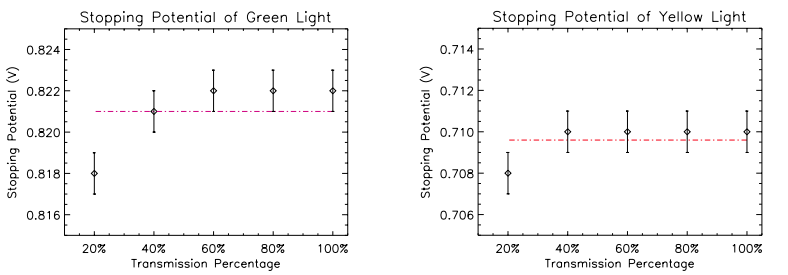 Stopping Potential of Green Light
Stopping Potential (V)
0.824
0.822
0.820
0.818
0.816
20% 40% 60% 80% 100%
Transmission Percentage
Stopping Potential of Yellow Light
Stopping Potential (V)
0.714
0.712
0.710
0.708
0.706
20% 40% 60% 80% 100%
Transmission Percentage